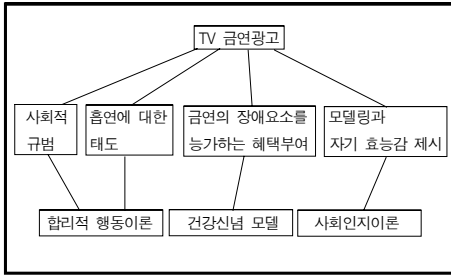 TV 금연광고
사회적
규범
흡연에 대한
태도
금연의 장애요소를
능가하는 혜택부여
모델링과
자기 효능감 제시
합리적 행동이론
건강신념 모델
사회인지이론